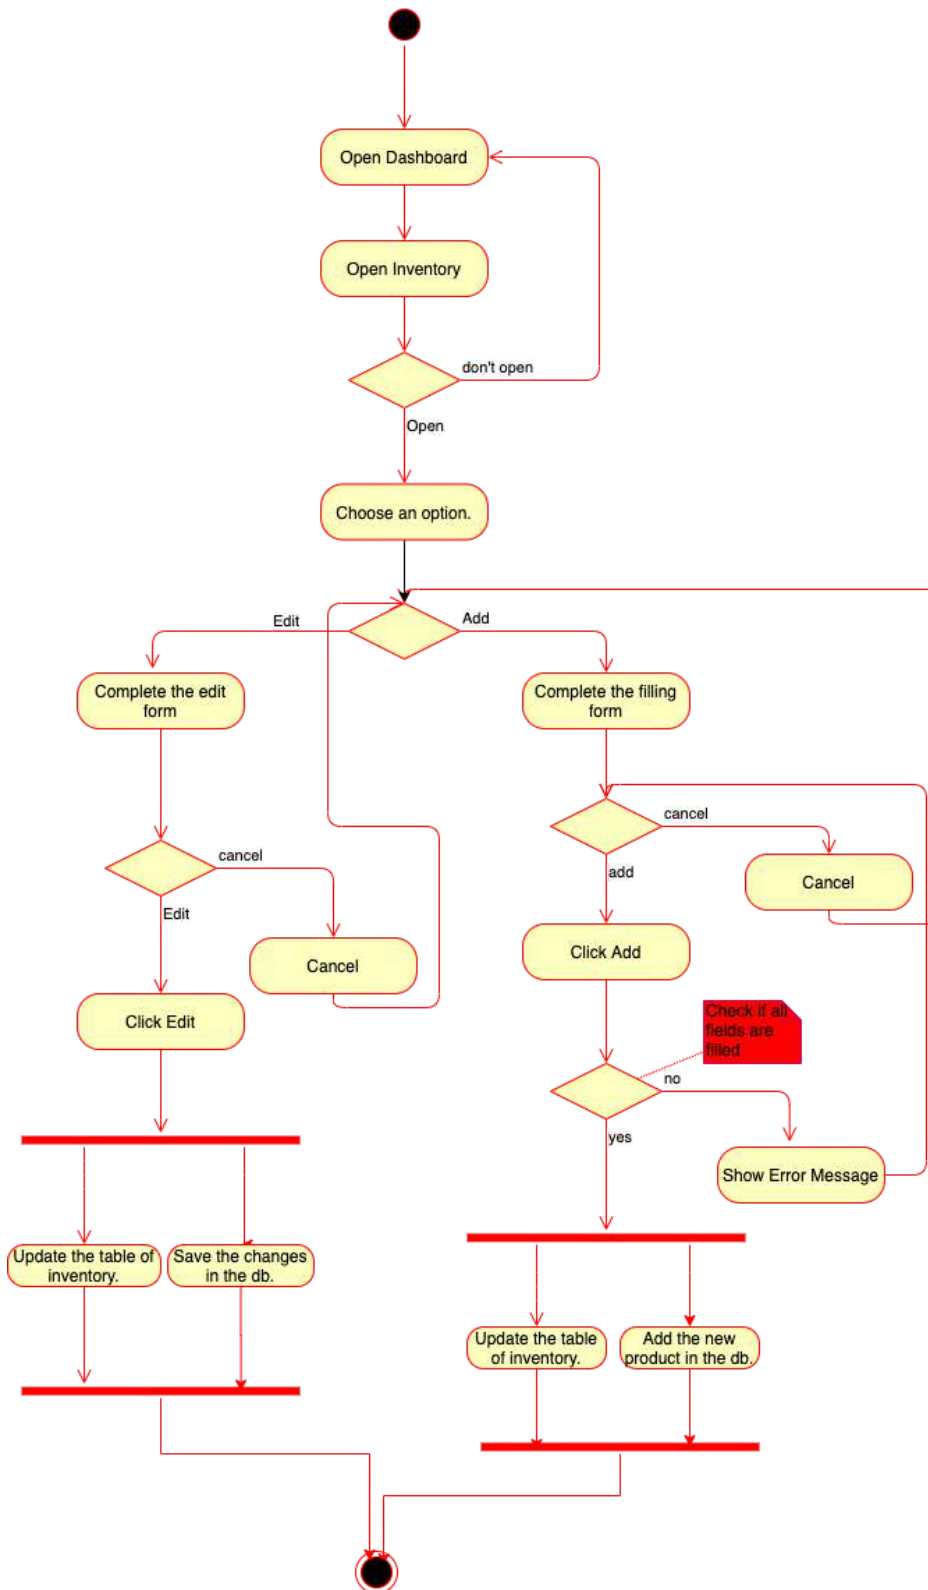 Open Dashboard
Open Inventory
don't open
Open
Choose an option.
Edit
Add
Complete the edit
form
Complete the filling
form
cancel
Edit
Cancel
Click Edit
cancel
add
Cancel
Click Add
Check if all
fields are
filled
no
yes
Show Error Message
Update the table of
inventory.
Save the changes
in the db.
Update the table
of inventory.
Add the new
product in the db.